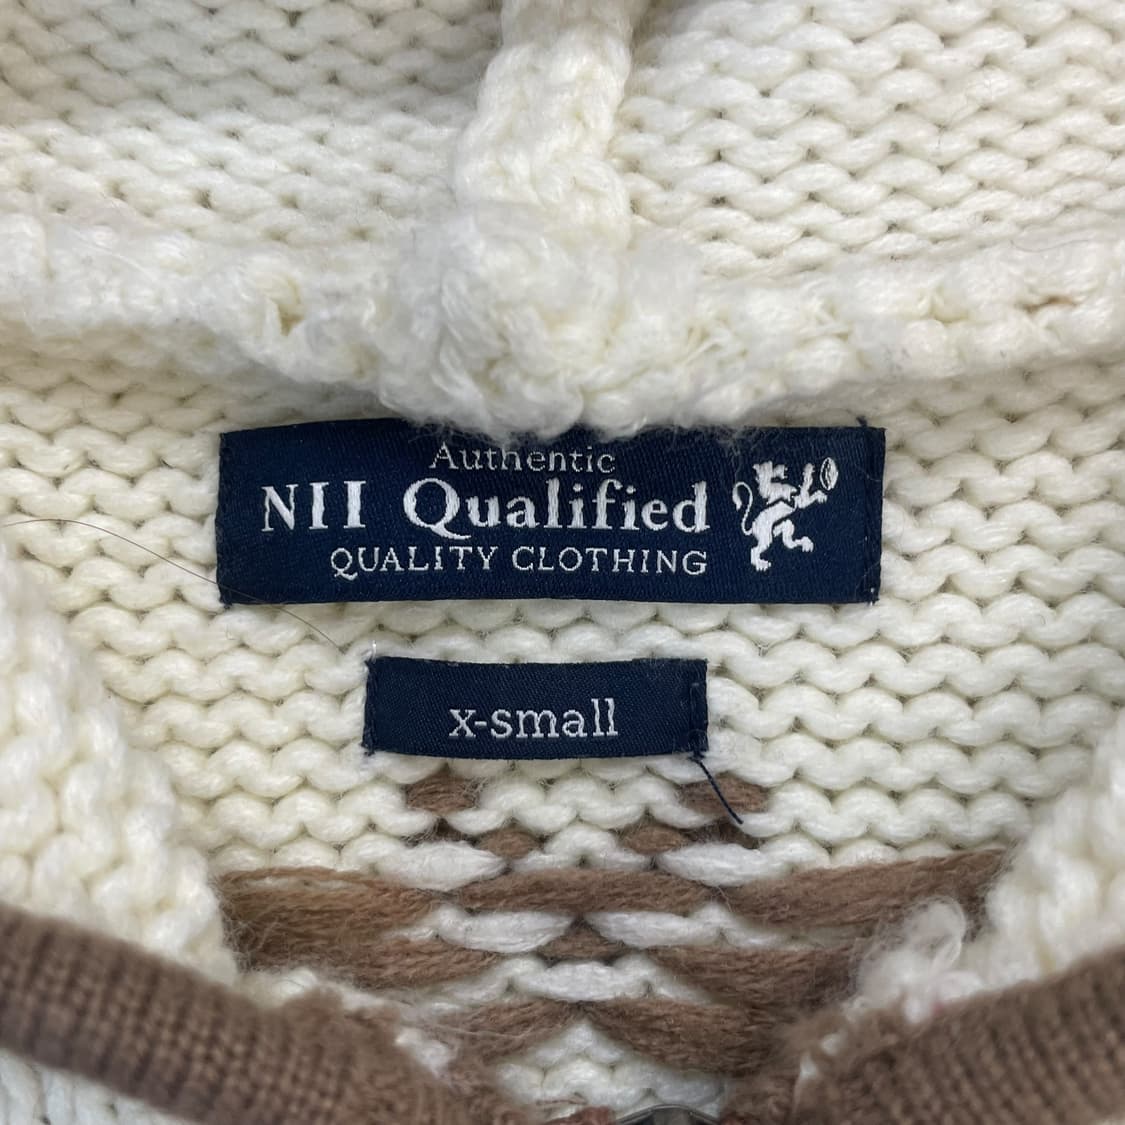 Authentic
NII Qualified
QUALITY CLOTHING
x-small